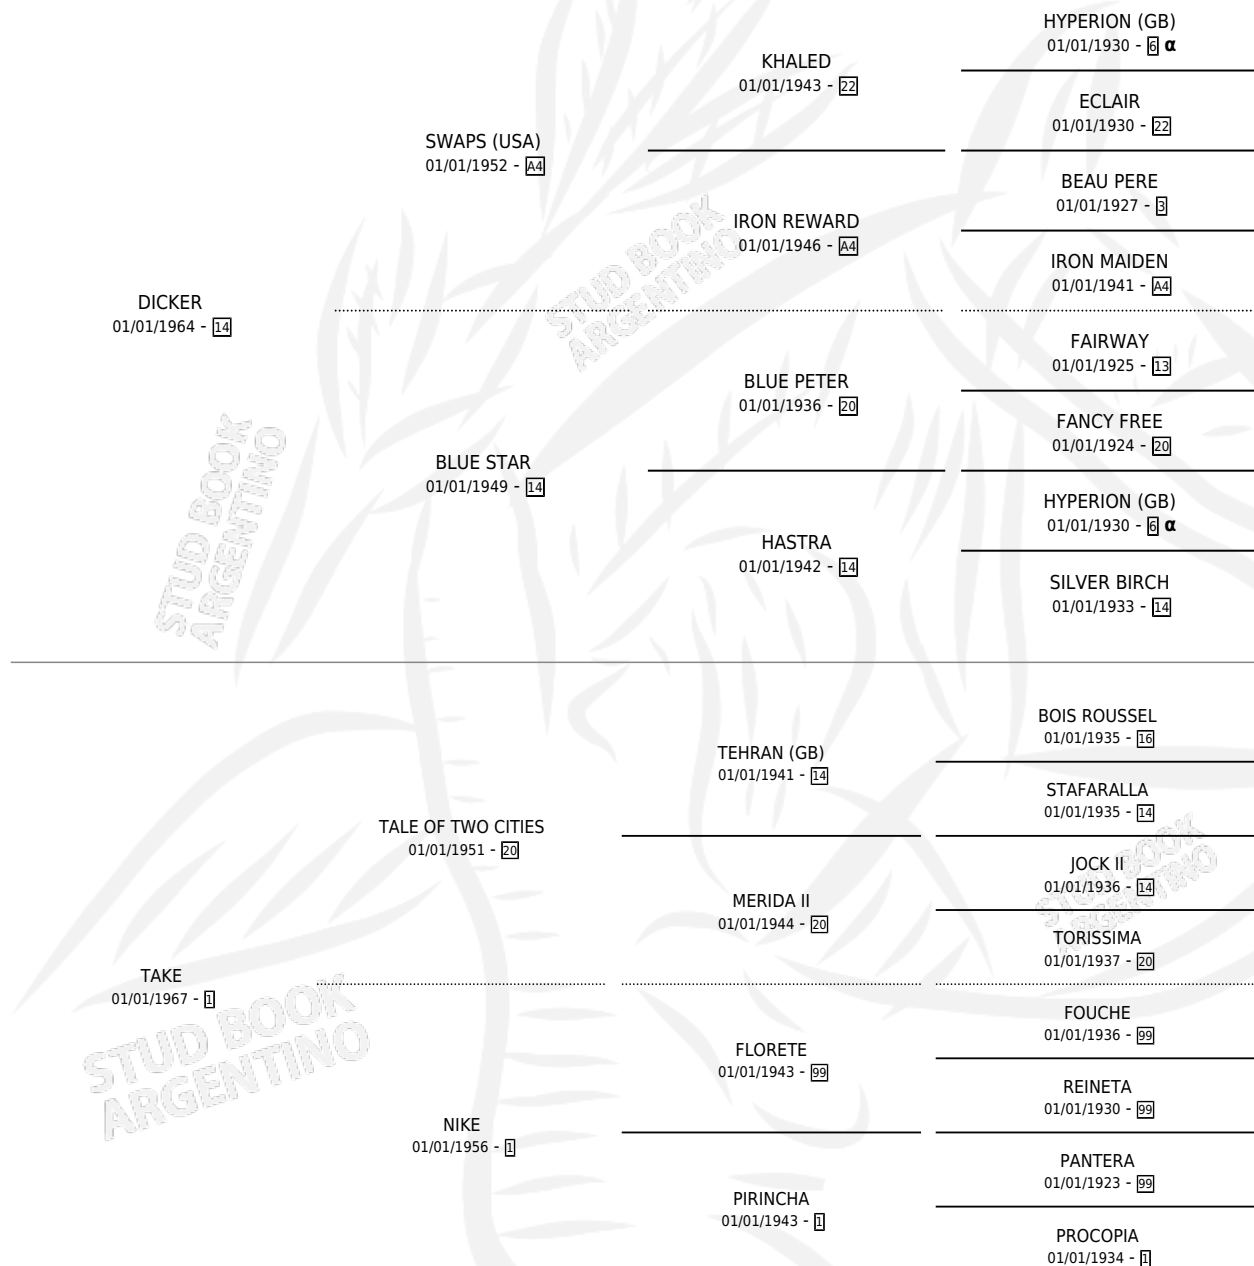 HYPERION (GB)
01/01/1930 - 6 α
KHALED
01/01/1943 - 22
ECLAIR
01/01/1930 - 22
SWAPS (USA)
01/01/1952 - A4
BEAU PERE
01/01/1927 - 3
IRON REWARD
01/01/1946 - A4
IRON MAIDEN
01/01/1941 - A4
DICKER
01/01/1964 - 14
FAIRWAY
01/01/1925 - 13
BLUE PETER
01/01/1936 - 20
FANCY FREE
01/01/1924 - 20
BLUE STAR
01/01/1949 - 14
HYPERION (GB)
01/01/1930 - 6 α
HASTRA
01/01/1942 - 14
SILVER BIRCH
01/01/1933 - 14
BOIS ROUSSEL
01/01/1935 - 16
TEHRAN (GB)
01/01/1941 - 14
STAFARALLA
01/01/1935 - 14
TALE OF TWO CITIES
01/01/1951 - 20
JOCK II
01/01/1936 - 14
MERIDA II
01/01/1944 - 20
TORISSIMA
01/01/1937 - 20
TAKE
01/01/1967 - 1
FOUCHE
01/01/1936 - 99
FLORETE
01/01/1943 - 99
REINETA
01/01/1930 - 99
NIKE
01/01/1956 - 1
PANTERA
01/01/1923 - 99
PIRINCHA
01/01/1943 - 1
PROCOPIA
01/01/1934 - 1
STUD BOOK
ARGENTINO
STUD BOOK
ARGENTINO
STUD BOOK
ARGENTINO
STUD BOOK
ARGENTINO